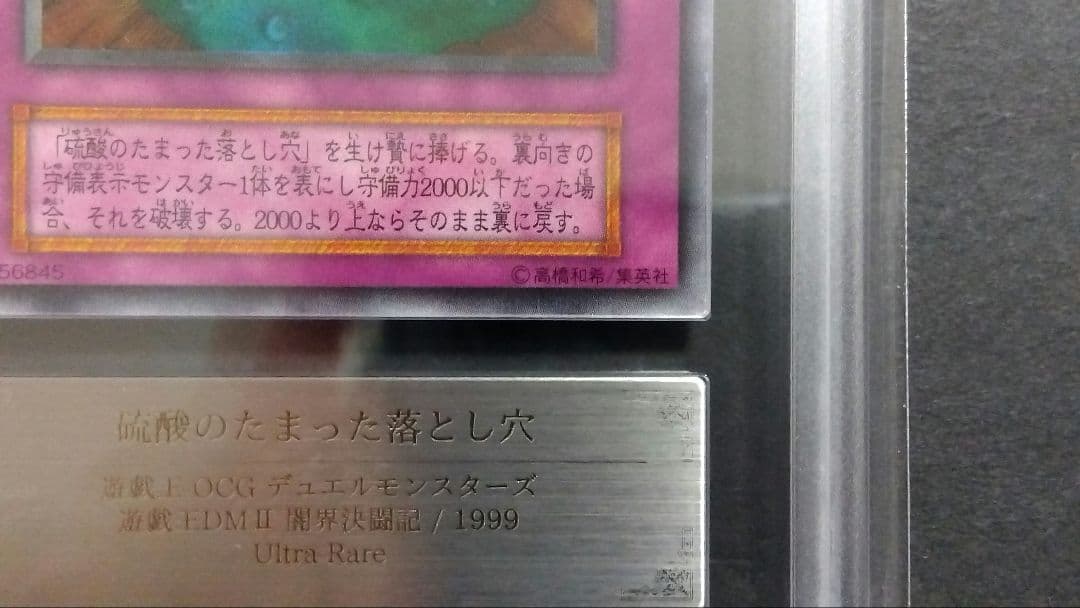 「硫酸のたまった落とし穴」を生け贄に捧げる。裏向きの
守備表示モンスター1体を表にし守備力2000以下だった場
合、それを破壊する。2000より上ならそのまま裏に戻す。
56845
©高橋和希/集英社
硫酸のたまった落とし穴
遊戯王 OCG デュエルモンスターズ
遊戯王DMII 闇界決闘記 / 1999
Ultra Rare